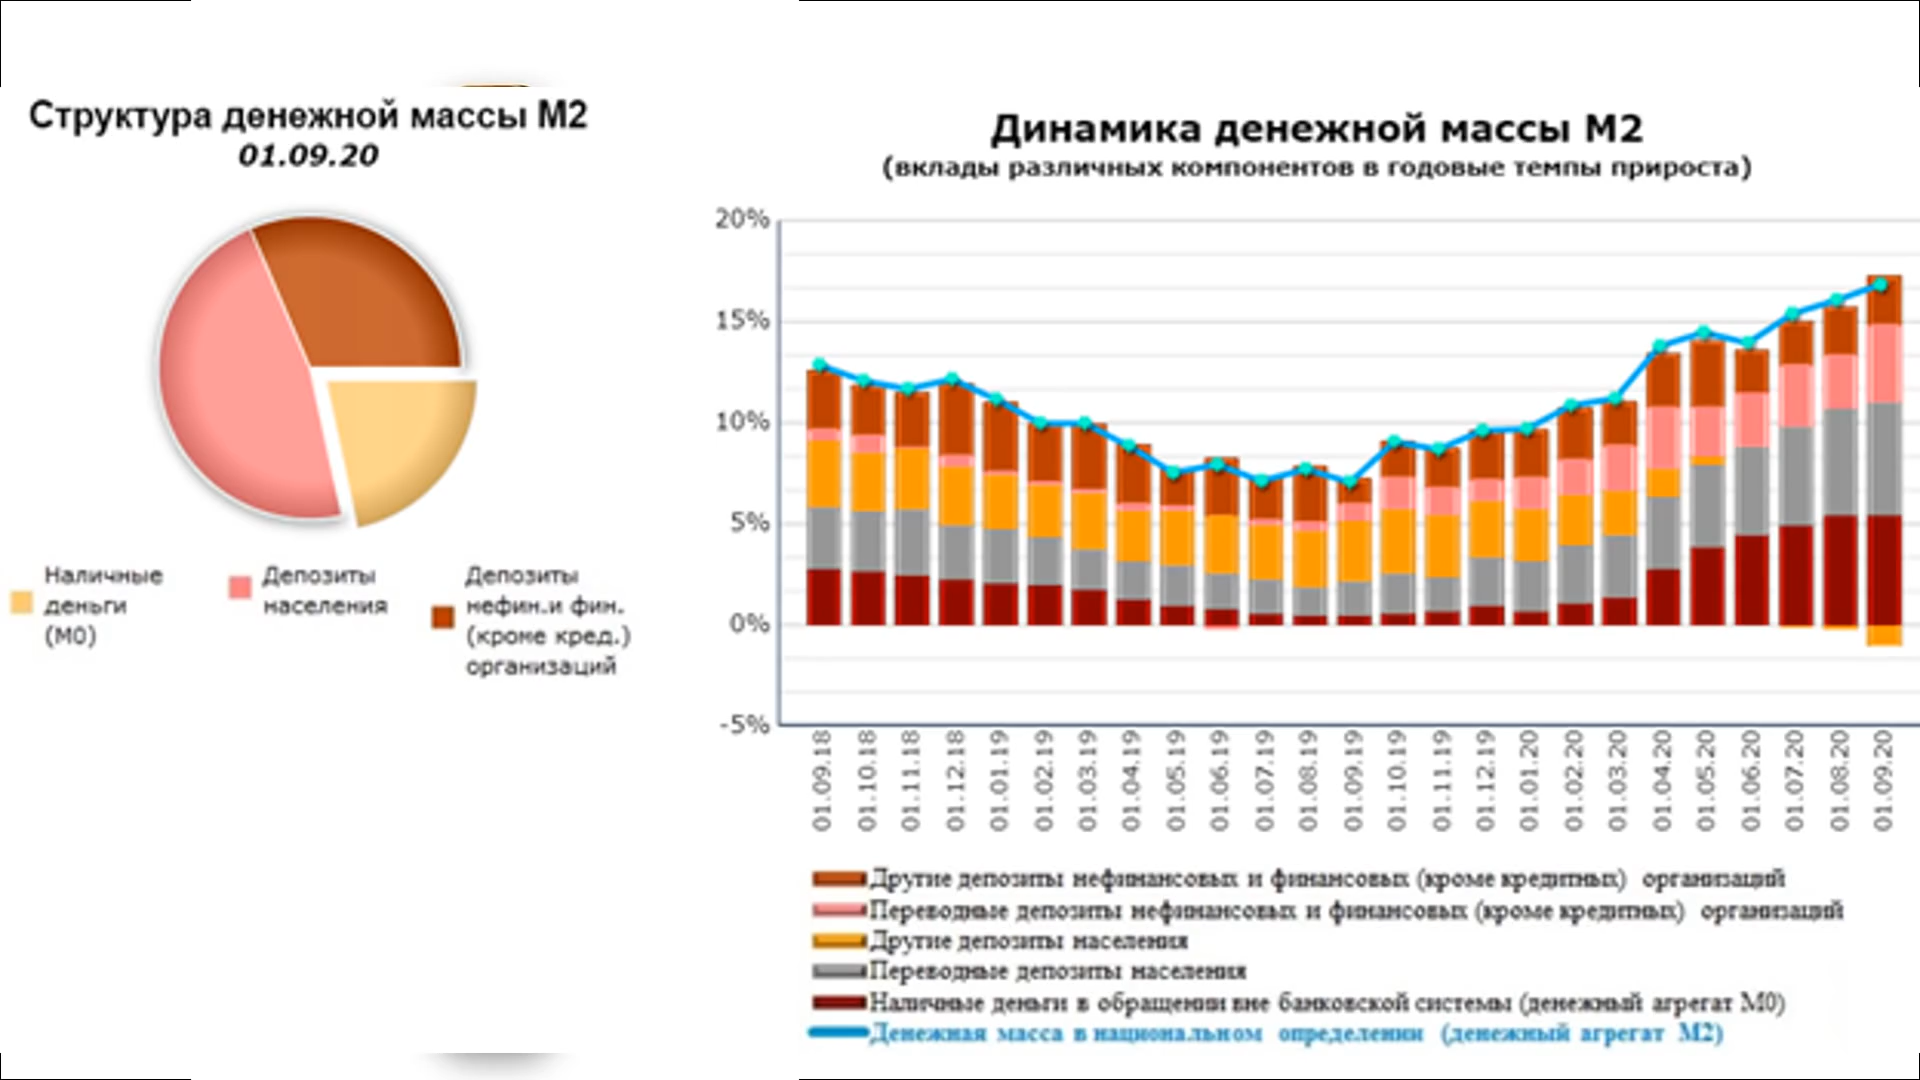 Структура денежной массы М2
01.09.20
Наличные
деньги
(М0)
Депозиты
населения
Депозиты
нефин.и фин.
(кроме кред.)
организаций
Динамика денежной массы М2
(вклады различных компонентов в годовые темпы прироста)
20%
15%
10%
5%
0%
-5%
01.09.18
01.10.18
01.11.18
01.12.18
01.01.19
01.02.19
01.03.19
01.04.19
01.05.19
01.06.19
01.07.19
01.08.19
01.09.19
01.10.19
01.11.19
01.12.19
01.01.20
01.02.20
01.03.20
01.04.20
01.05.20
01.06.20
01.07.20
01.08.20
01.09.20
Другие депозиты нефинансовых и финансовых (кроме кредитных) организаций
Переводные депозиты нефинансовых и финансовых (кроме кредитных) организаций
Другие депозиты населения
Переводные депозиты населения
Наличные деньги в обращении вне банковской системы (денежный агрегат М0)
Денежная масса в национальном определении (денежный агрегат М2)